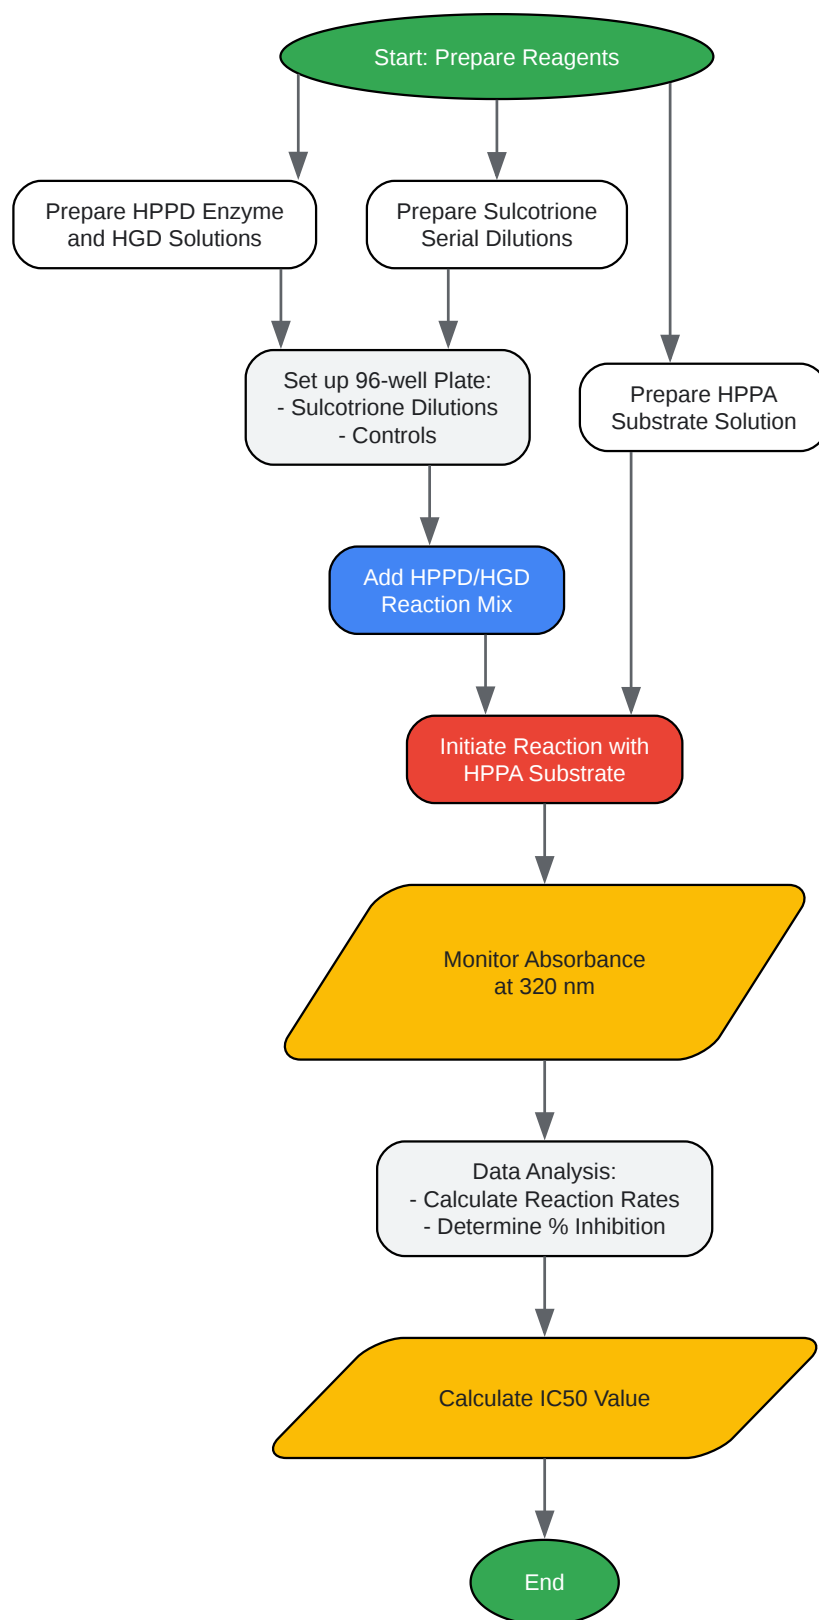 Start: Prepare Reagents
Prepare HPPD Enzyme
and HGD Solutions
Prepare Sulcotrione
Serial Dilutions
Set up 96-well Plate:
- Sulcotrione Dilutions
- Controls
Prepare HPPA
Substrate Solution
Add HPPD/HGD
Reaction Mix
Initiate Reaction with
HPPA Substrate
Monitor Absorbance
at 320 nm
Data Analysis:
- Calculate Reaction Rates
- Determine % Inhibition
Calculate IC50 Value
End